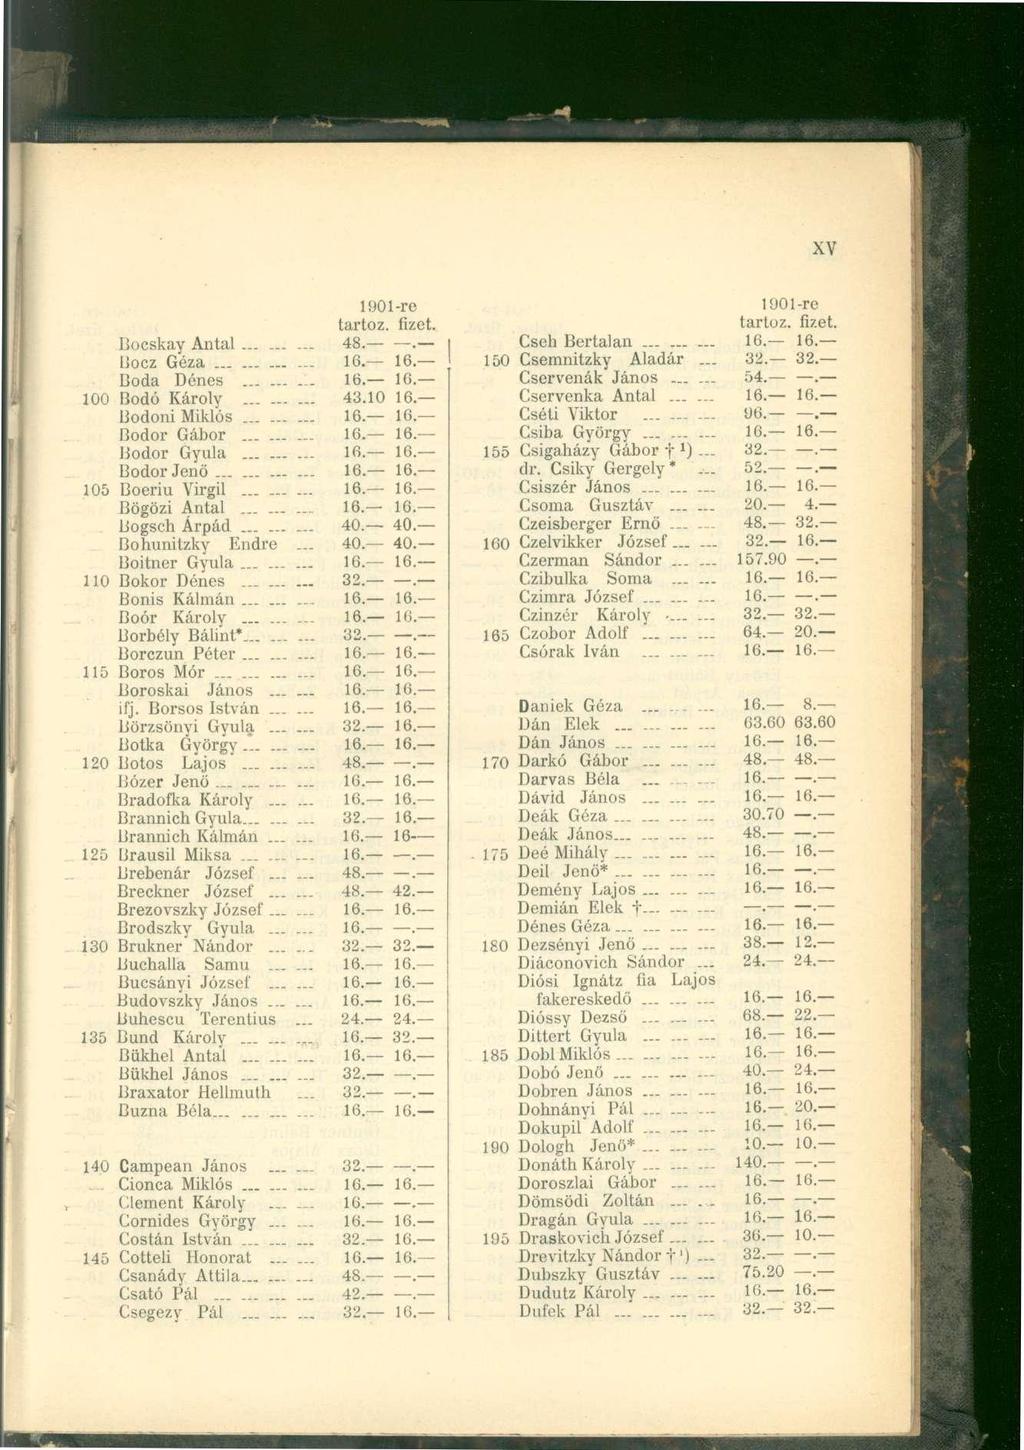 XV
1901-re
tartoz. fizet.
Bocskay Antal 48.— —.—
Bocz Géza 16.— 16.—
Boda Dénes 16.— 16.—
100 Bodó Károly 43.10 16.—
Bodoni Miklós 16.— 16.—
Bodor Gábor 16.— 16.—
Bodor Gyula 16.— 16.—
Bodor Jenő 16.— 16.—
105 Boeriu Virgil 16.— 16.—
Bögözi Antal 16.— 16.—
Bogsch Árpád 40.— 40.—
Bohunitzky Endre 40.— 40.—
Boitner Gyula 16.— 16.—
110 Bokor Dénes 32.— —.—
Bonis Kálmán 16.— 16.—
Boór Károly 16.— 16.—
Borbély Bálint* 32.— —.—
Borczun Péter 16.— 16.—
115 Boros Mór 16.— 16.—
Boroskai János 16.— 16.—
ifj. Borsos István 16.— 16.—
Börzsönyi Gyula 32.— 16.—
Botka György 16.— 16.—
120 Botos Lajos 48.— —.—
Bózer Jenő 16.— 16.—
Bradofka Károly 16.— 16.—
Brannich Gyula 32.— 16.—
Brannich Kálmán 16.— 16—
125 Brausil Miksa 16.— —.—
Brebenár József 48.— —.—
Breckner József 48.— 42.—
Brezovszky József 16.— 16.—
Brodszky Gyula 16.— —.—
130 Brukner Nándor 32.— 32.—
Buchalla Samu 16.— 16.—
Bucsányi József 16.— 16.—
Budovszky János 16.— 16.—
Buhescu Terentius 24.— 24.—
135 Bund Károly 16.— 32.—
Bükhel Antal 16.— 16.—
Bükhel János 32.— —.—
Braxator Hellmuth 32.— —.—
Buzna Béla 16.— 16.—
140 Campean János 32.— —.—
Cionca Miklós 16.— 16.—
Clement Károly 16.— —.—
Cornides György 16.— 16.—
Costán István 32.— 16.—
145 Cotteli Honorat 16.— 16.—
Csanády Attila 48.— —.—
Csató Pál 42.— —.—
Csegezy Pál 32.— 16.—
1901-re
tartoz. fizet.
Cseh Bertalan 16.— 16.—
150 Csemnitzky Aladár 32.— 32.—
Cservenák János 54.— —.—
Cservenka Antal 16.— 16.—
Cséti Viktor 96.— —.—
Csiba György 16.— 16.—
155 Csigaházy Gábor † ¹) 32.— —.—
dr. Csiky Gergely * 52.— —.—
Csiszér János 16.— 16.—
Csoma Gusztáv 20.— 4.—
Czeisberger Ernő 48.— 32.—
160 Czelvikker József 32.— 16.—
Czerman Sándor 157.90 —.—
Czibulka Soma 16.— 16.—
Czimra József 16.— —.—
Czinzér Károly 32.— 32.—
165 Czobor Adolf 64.— 20.—
Csórak Iván 16.— 16.—
Daniek Géza 16.— 8.—
Dán Elek 63.60 63.60
Dán János 16.— 16.—
170 Darkó Gábor 48.— 48.—
Darvas Béla 16.— —.—
Dávid János 16.— 16.—
Deák Géza 30.70 —.—
Deák János 48.— —.—
175 Deé Mihály 16.— 16.—
Deil Jenő* 16.— —.—
Demény Lajos 16.— 16.—
Demián Elek † —.— —.—
Dénes Géza 16.— 16.—
180 Dezsényi Jenő 38.— 12.—
Diáconovich Sándor 24.— 24.—
Diósi Ignátz fia Lajos
fakereskedő 16.— 16.—
Dióssy Dezső 68.— 22.—
Dittert Gyula 16.— 16.—
185 Dobl Miklós 16.— 16.—
Dobó Jenő 40.— 24.—
Dobren János 16.— 16.—
Dohnányi Pál 16.— 20.—
Dokupil Adolf 16.— 16.—
190 Dologh Jenő* 10.— 10.—
Donáth Károly 140.— —.—
Doroszlai Gábor 16.— 16.—
Dömsödi Zoltán 16.— —.—
Dragán Gyula 16.— 16.—
195 Draskovich József 36.— 10.—
Drevitzky Nándor † ¹) 32.— —.—
Dubszky Gusztáv 75.20 —.—
Dudutz Károly 16.— 16.—
Dufek Pál 32.— 32.—